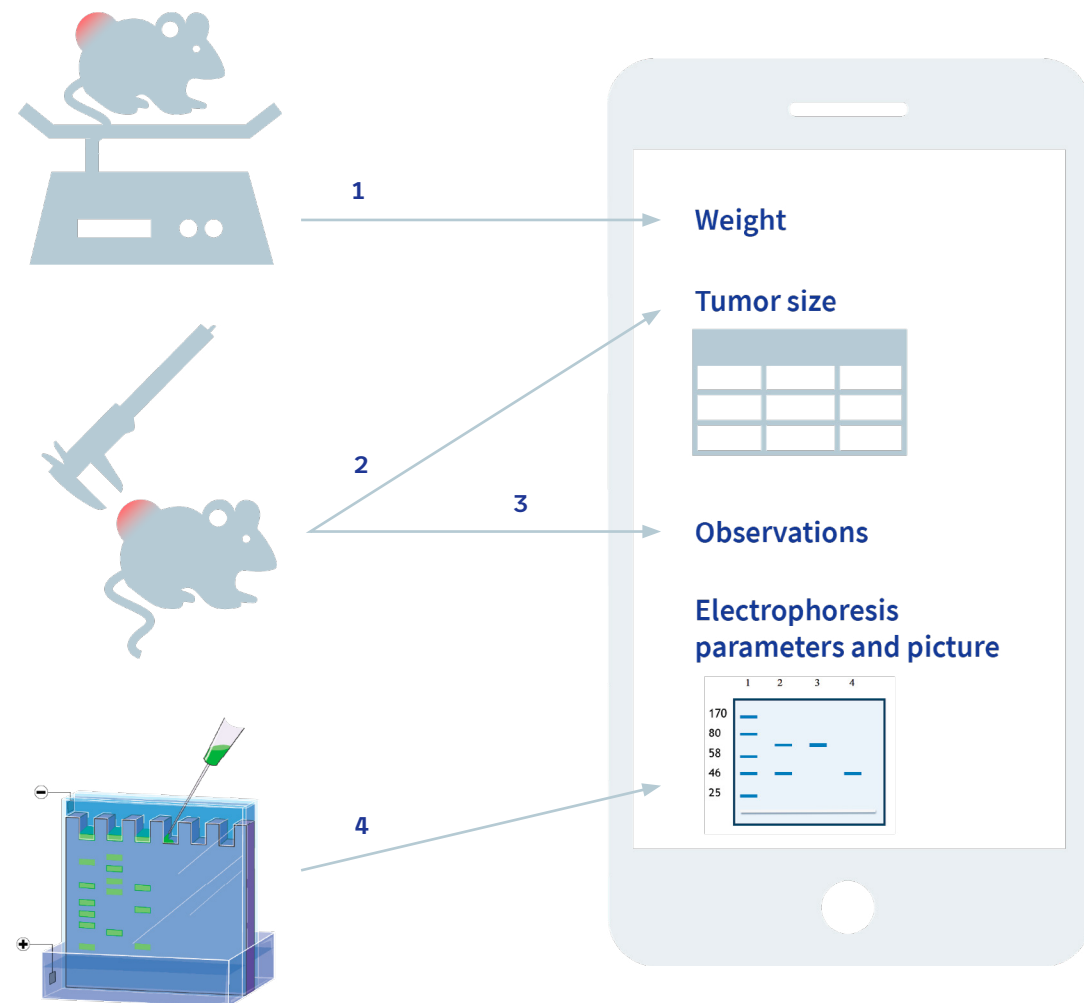 1
Weight
Tumor size
2
3
Observations
Electrophoresis
parameters and picture
1 2 3 4
170
80
58
46
25
4
−
+